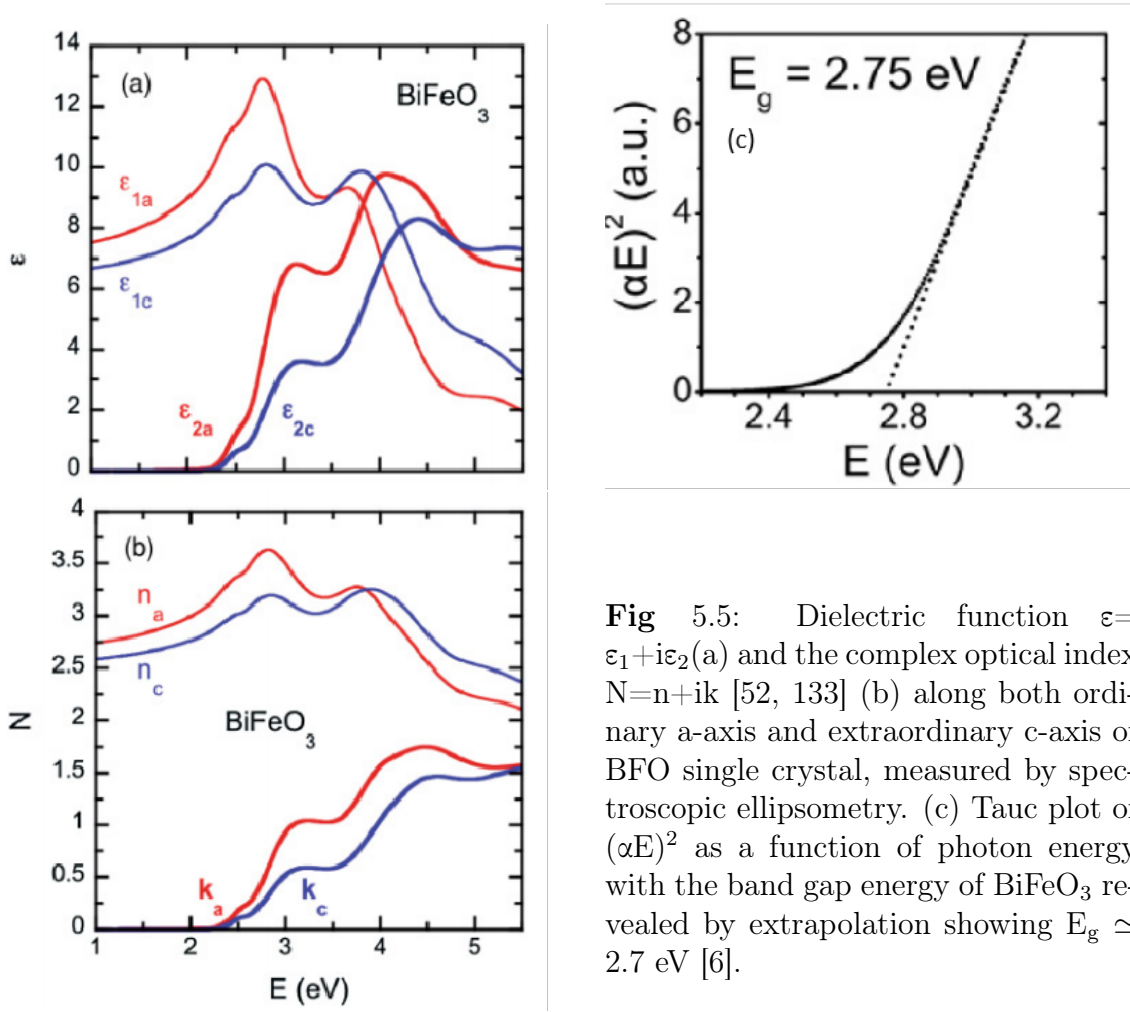 14
12
10
8
6
4
2
0
ε
(a)
BiFeO3
ε1a
ε1c
ε2a
ε2c
4
3.5
3
2.5
2
1.5
1
0.5
0
N
(b)
na
nc
BiFeO3
ka
kc
1
2
3
4
5
E (eV)
8
6
4
2
0
(αE)2 (a.u.)
Eg = 2.75 eV
(c)
2.4
2.8
3.2
E (eV)
Fig 5.5: Dielectric function ε=
ε1+iε2(a) and the complex optical index
N=n+ik [52, 133] (b) along both ordi-
nary a-axis and extraordinary c-axis o
BFO single crystal, measured by spec-
troscopic ellipsometry. (c) Tauc plot o
(αE)2 as a function of photon energy
with the band gap energy of BiFeO3 re-
vealed by extrapolation showing Eg ≃
2.7 eV [6].